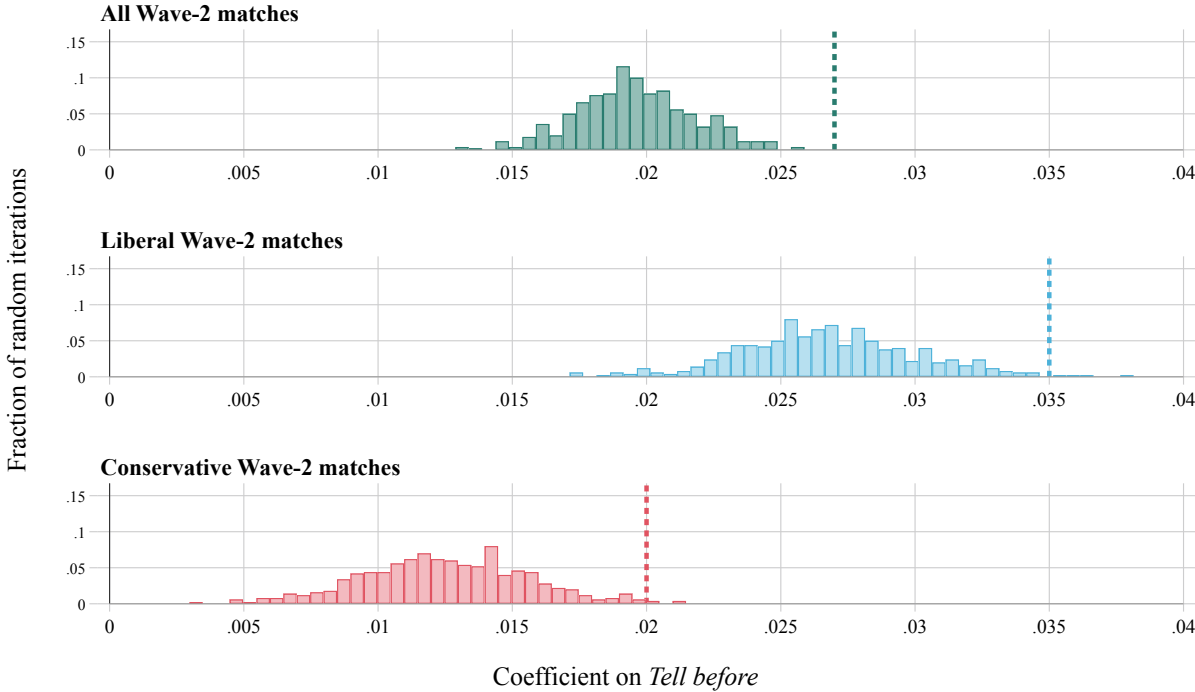 All Wave-2 matches
.15
.1
.05
0
0 .005 .01 .015 .02 .025 .03 .035 .04
Liberal Wave-2 matches
.15
.1
.05
0
0 .005 .01 .015 .02 .025 .03 .035 .04
Fraction of random iterations
Conservative Wave-2 matches
.15
.1
.05
0
0 .005 .01 .015 .02 .025 .03 .035 .04
Coefficient on Tell before